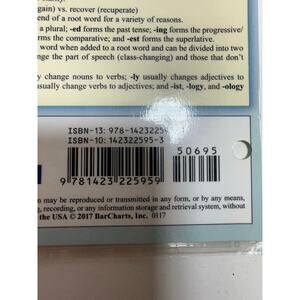 gain) vs. recover (recuperate)
end of root word for a variety of reasons.
a plural; -ed forms the past tense; -ing forms the progressive/
rms the comparative; and -est forms the superlative.
word when added to a root word and can be divided into two
nge the part of speech (class-changing) and those that don't
y change nouns to verbs; -ly usually changes adjectives to
usually change verbs to adjectives; and -ist, -logy, and -ology
ISBN-13: 978-14232259
ISBN-10: 142322595-3
50695
9 781423 225959
on may be reproduced or transmitted in any form, or by any means,
, recording, or any information storage and retrieval system, without
the USA © 2017 BarCharts, Inc. 0117